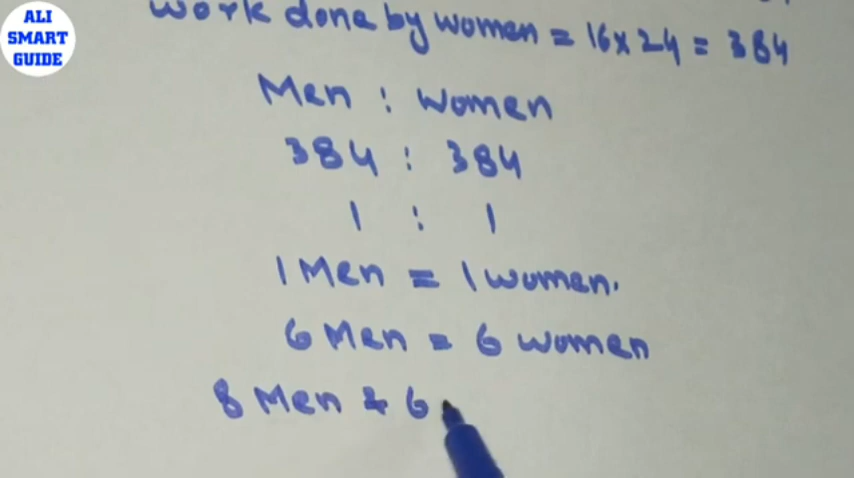 ALI
SMART
GUIDE
Work done by women = 16 x 24 = 384
Men : Women
384 : 384
1 : 1
1 Men = 1 women.
6 Men = 6 women
8 Men & 6